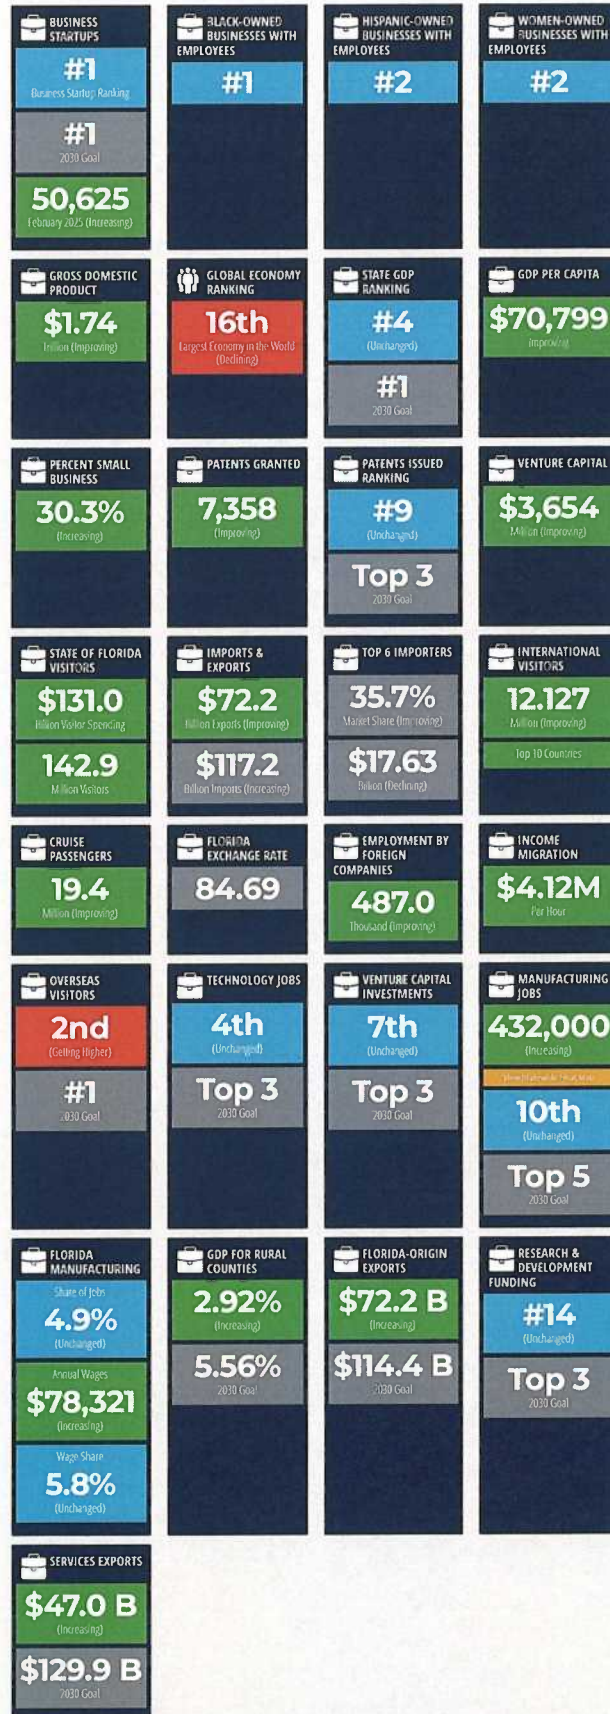 BUSINESS
STARTUPS
#1
Business Startup Ranking
#1
2030 Goal
50,625
February 2025 (Increasing)
BLACK-OWNED
BUSINESSES WITH
EMPLOYEES
#1
HISPANIC-OWNED
BUSINESSES WITH
EMPLOYEES
#2
WOMEN-OWNED
BUSINESSES WITH
EMPLOYEES
#2
GROSS DOMESTIC
PRODUCT
$1.74
Trillion (Improving)
GLOBAL ECONOMY
RANKING
16th
Largest Economy in the World
(Declining)
STATE GDP
RANKING
#4
(Unchanged)
#1
2030 Goal
GDP PER CAPITA
$70,799
Improving
PERCENT SMALL
BUSINESS
30.3%
(Increasing)
PATENTS GRANTED
7,358
(Improving)
PATENTS ISSUED
RANKING
#9
(Unchanged)
Top 3
2030 Goal
VENTURE CAPITAL
$3,654
Million (Improving)
STATE OF FLORIDA
VISITORS
$131.0
Billion Visitor Spending
142.9
Million Visitors
IMPORTS &
EXPORTS
$72.2
Billion Exports (Improving)
$117.2
Billion Imports (Increasing)
TOP 6 IMPORTERS
35.7%
Market Share (Improving)
$17.63
Billion (Declining)
INTERNATIONAL
VISITORS
12.127
Million (Improving)
Top 10 Countries
CRUISE
PASSENGERS
19.4
Million (Improving)
FLORIDA
EXCHANGE RATE
84.69
EMPLOYMENT BY
FOREIGN
COMPANIES
487.0
Thousand (Improving)
INCOME
MIGRATION
$4.12M
Per Hour
OVERSEAS
VISITORS
2nd
(Getting Higher)
#1
2030 Goal
TECHNOLOGY JOBS
4th
(Unchanged)
Top 3
2030 Goal
VENTURE CAPITAL
INVESTMENTS
7th
(Unchanged)
Top 3
2030 Goal
MANUFACTURING
JOBS
432,000
(Increasing)
10th
(Unchanged)
Top 5
2030 Goal
FLORIDA
MANUFACTURING
Share of Jobs
4.9%
(Unchanged)
Annual Wages
$78,321
(Increasing)
Wage Share
5.8%
(Unchanged)
GDP FOR RURAL
COUNTIES
2.92%
(Increasing)
5.56%
2030 Goal
FLORIDA-ORIGIN
EXPORTS
$72.2 B
(Increasing)
$114.4 B
2030 Goal
RESEARCH &
DEVELOPMENT
FUNDING
#14
(Unchanged)
Top 3
2030 Goal
SERVICES EXPORTS
$47.0 B
(Increasing)
$129.9 B
2030 Goal